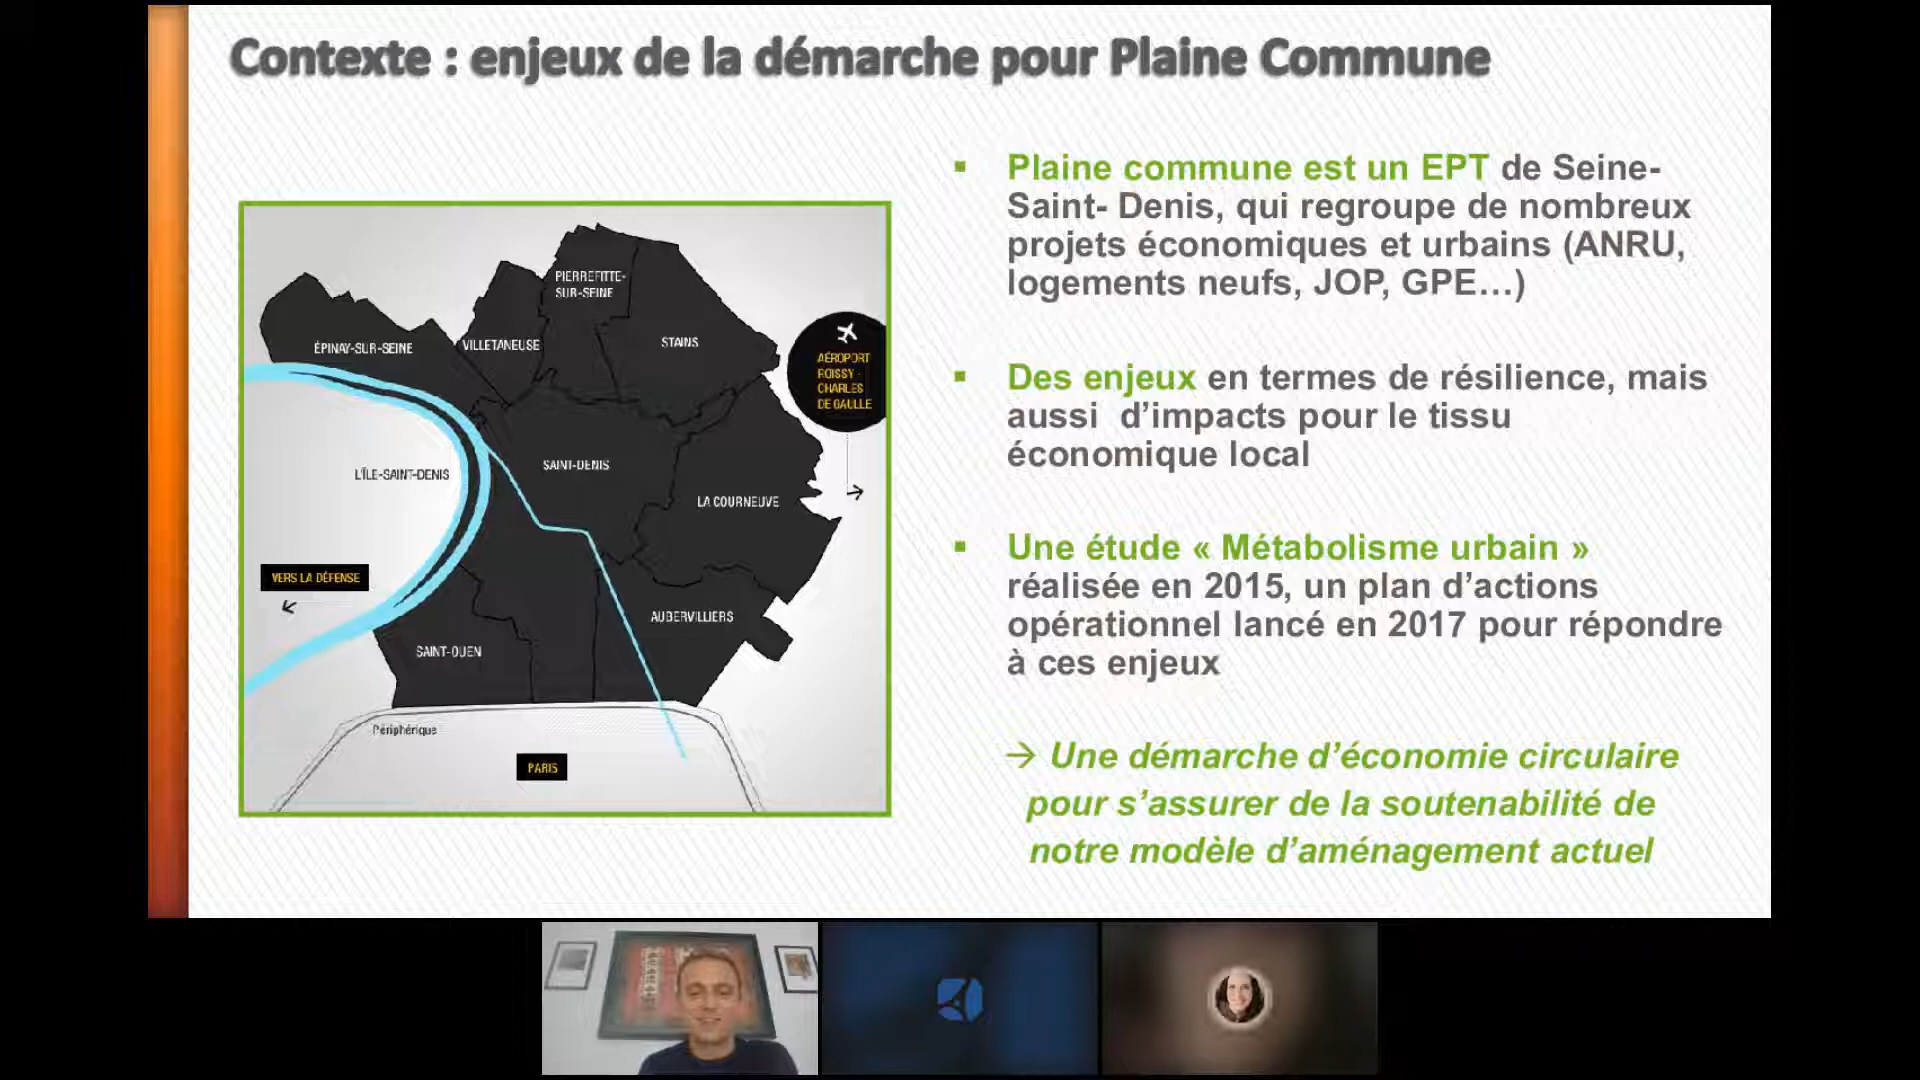 Contexte : enjeux de la démarche pour Plaine Commune
PIERREFITTE-
SUR-SEINE
ÉPINAY-SUR-SEINE
VILLETANEUSE
STAINS
AÉROPORT
ROISSY -
CHARLES
DE GAULLE
L'ÎLE-SAINT-DENIS
SAINT-DENIS
LA COURNEUVE
VERS LA DÉFENSE
AUBERVILLIERS
SAINT-OUEN
Périphérique
PARIS
▪ Plaine commune est un EPT de Seine-
Saint- Denis, qui regroupe de nombreux
projets économiques et urbains (ANRU,
logements neufs, JOP, GPE…)
▪ Des enjeux en termes de résilience, mais
aussi d’impacts pour le tissu
économique local
▪ Une étude « Métabolisme urbain »
réalisée en 2015, un plan d’actions
opérationnel lancé en 2017 pour répondre
à ces enjeux
→ Une démarche d’économie circulaire
pour s’assurer de la soutenabilité de
notre modèle d’aménagement actuel